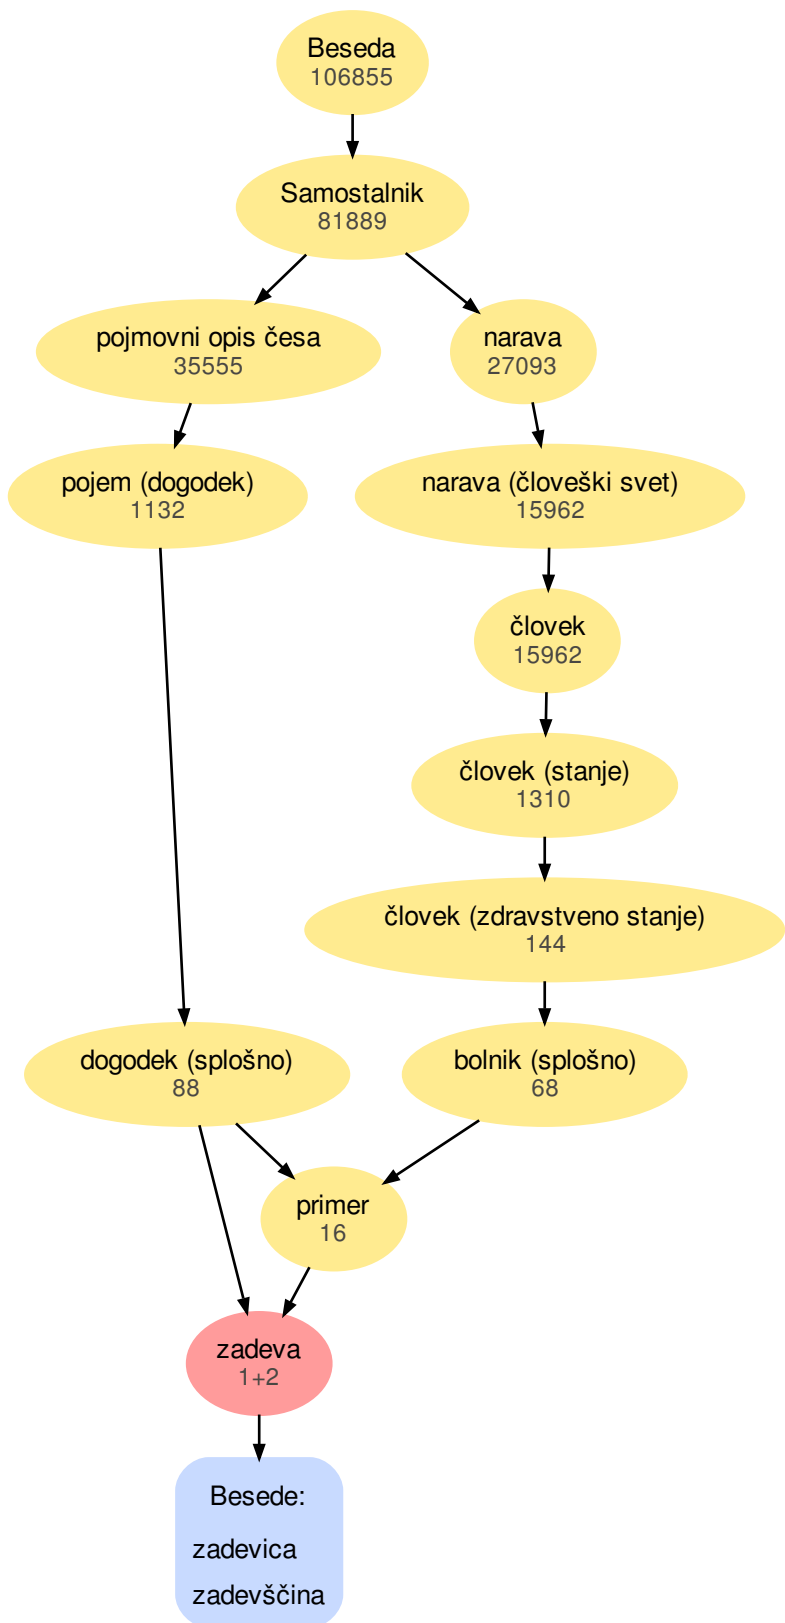 Beseda
106855
Samostalnik
81889
pojmovni opis česa
35555
narava
27093
pojem (dogodek)
1132
narava (človeški svet)
15962
človek
15962
človek (stanje)
1310
človek (zdravstveno stanje)
144
dogodek (splošno)
88
bolnik (splošno)
68
primer
16
zadeva
1+2
Besede:
zadevica
zadevščina